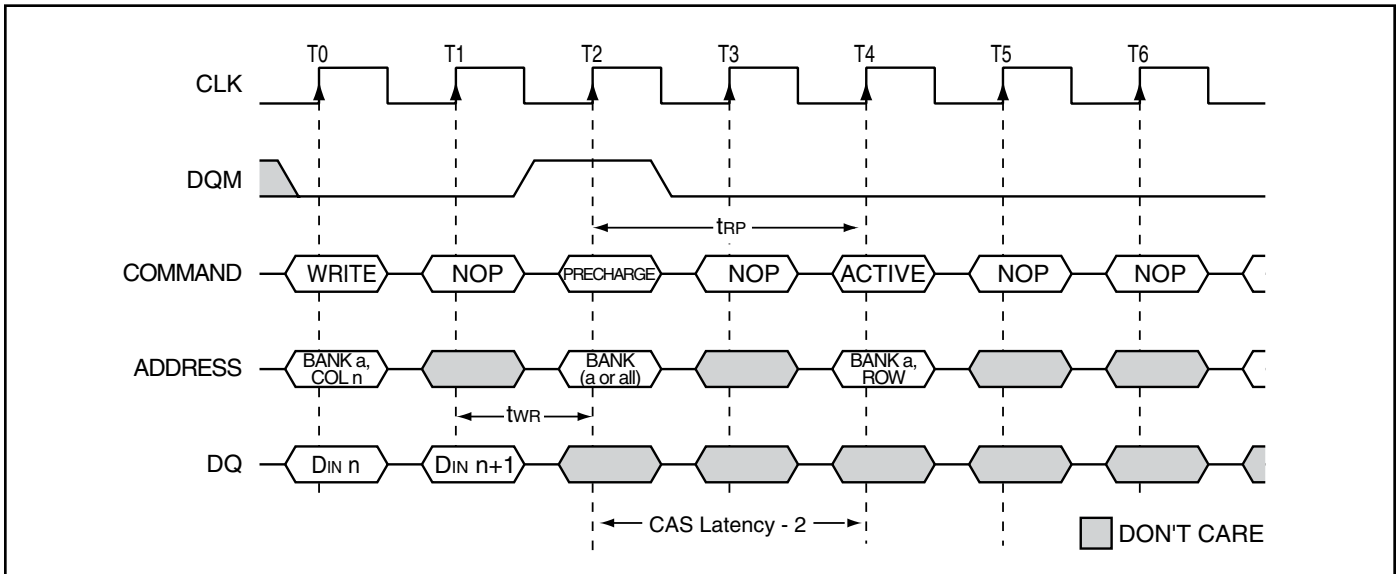 T0 T1 T2 T3 T4 T5 T6
CLK
DQM
tRP
COMMAND WRITE NOP PRECHARGE NOP ACTIVE NOP NOP
ADDRESS
BANK a,
COL n
BANK
(a or all)
BANK a,
ROW
tWR
DQ DIN n DIN n+1
CAS Latency - 2
DON'T CARE